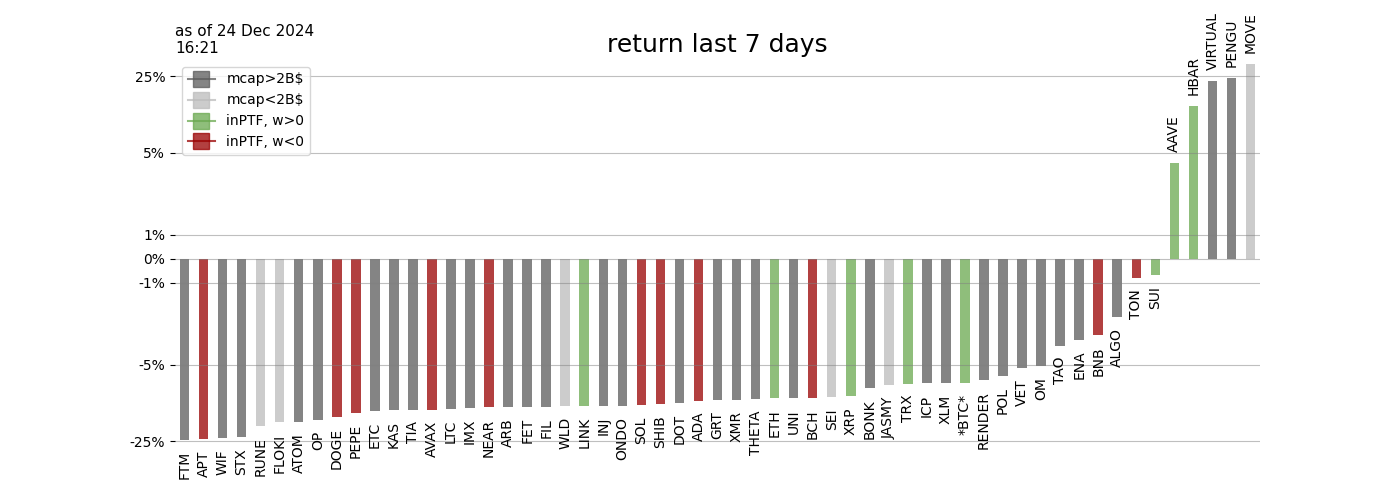 as of 24 Dec 2024
16:21
return last 7 days
mcap>2B$
mcap<2B$
inPTF, w>0
inPTF, w<0
25%
5%
1%
0%
-1%
-5%
-25%
FTM
APT
WIF
STX
RUNE
FLOKI
ATOM
OP
DOGE
PEPE
ETC
KAS
TIA
AVAX
LTC
IMX
NEAR
ARB
FET
FIL
WLD
LINK
INJ
ONDO
SOL
SHIB
DOT
ADA
GRT
XMR
THETA
ETH
UNI
BCH
SEI
XRP
BONK
JASMY
TRX
ICP
XLM
*BTC*
RENDER
POL
VET
OM
TAO
ENA
BNB
ALGO
TON
SUI
AAVE
HBAR
VIRTUAL
PENGU
MOVE